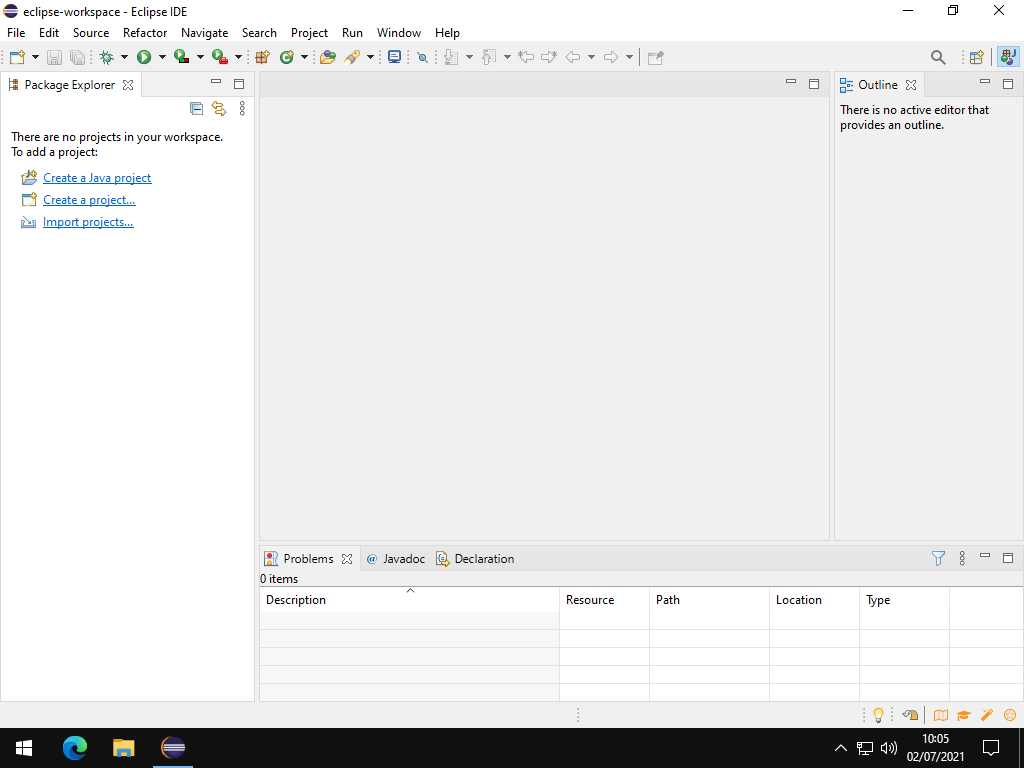 eclipse-workspace - Eclipse IDE
File Edit Source Refactor Navigate Search Project Run Window Help
Package Explorer
Outline
There are no projects in your workspace.
To add a project:
Create a Java project
Create a project...
Import projects...
There is no active editor that
provides an outline.
Problems @ Javadoc Declaration
0 items
Description Resource Path Location Type
10:05
02/07/2021